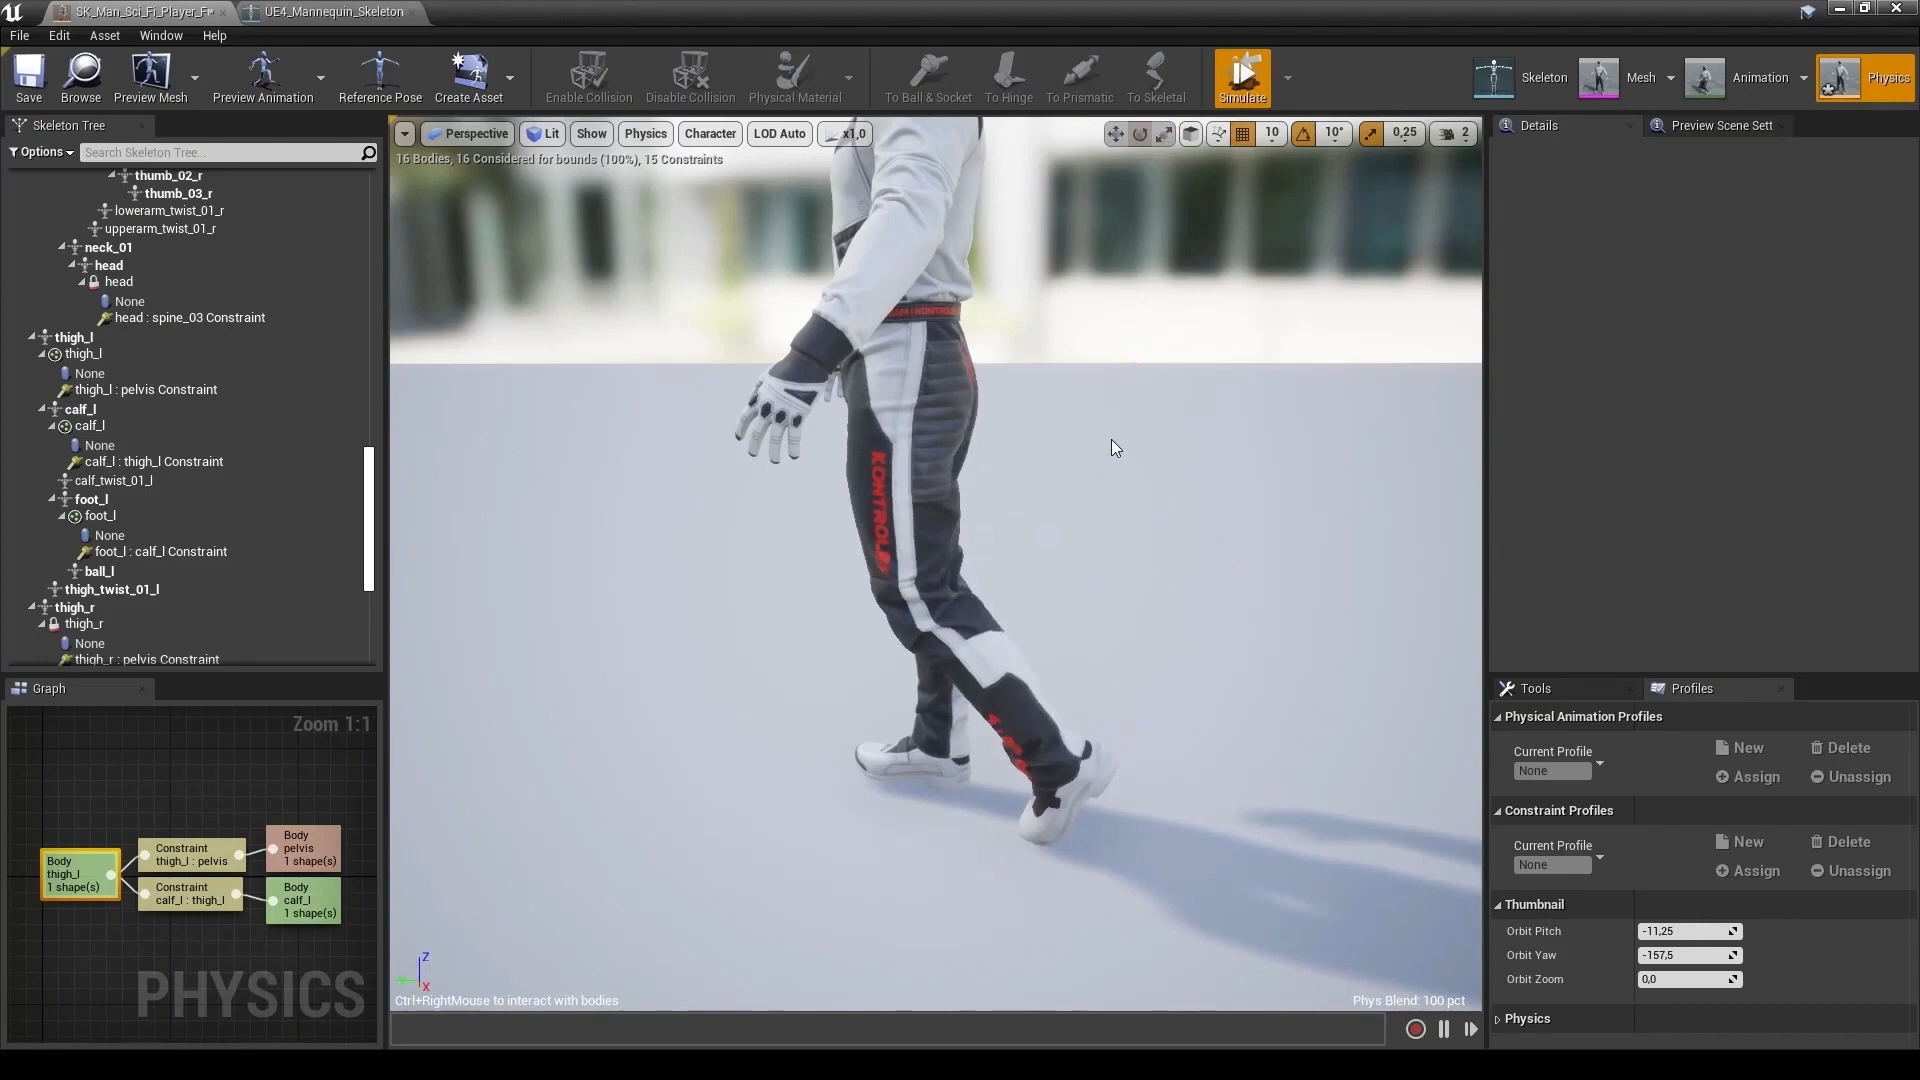 SK_Man_Sci_Fi_Player_F*
UE4_Mannequin_Skeleton
File
Edit
Asset
Window
Help
Save
Browse
Preview Mesh
Preview Animation
Reference Pose
Create Asset
Enable Collision
Disable Collision
Physical Material
To Ball & Socket
To Hinge
To Prismatic
To Skeletal
Simulate
Skeleton
Mesh
Animation
Physics
Skeleton Tree
Options
Search Skeleton Tree...
thumb_02_r
thumb_03_r
lowerarm_twist_01_r
upperarm_twist_01_r
neck_01
head
head
None
head : spine_03 Constraint
thigh_l
thigh_l
None
thigh_l : pelvis Constraint
calf_l
calf_l
None
calf_l : thigh_l Constraint
calf_twist_01_l
foot_l
foot_l
None
foot_l : calf_l Constraint
ball_l
thigh_twist_01_l
thigh_r
thigh_r
None
thigh_r : pelvis Constraint
Graph
Zoom 1:1
Body
thigh_l
1 shape(s)
Constraint
thigh_l : pelvis
Constraint
calf_l : thigh_l
Body
pelvis
1 shape(s)
Body
calf_l
1 shape(s)
PHYSICS
Perspective
Lit
Show
Physics
Character
LOD Auto
x1,0
10
10°
0,25
2
16 Bodies, 16 Considered for bounds (100%), 15 Constraints
Z
Y
X
Ctrl+RightMouse to interact with bodies
Phys Blend: 100 pct
Details
Preview Scene Sett
Tools
Profiles
Physical Animation Profiles
Current Profile
None
New
Delete
Assign
Unassign
Constraint Profiles
Current Profile
None
New
Delete
Assign
Unassign
Thumbnail
Orbit Pitch
-11,25
Orbit Yaw
-157,5
Orbit Zoom
0,0
Physics